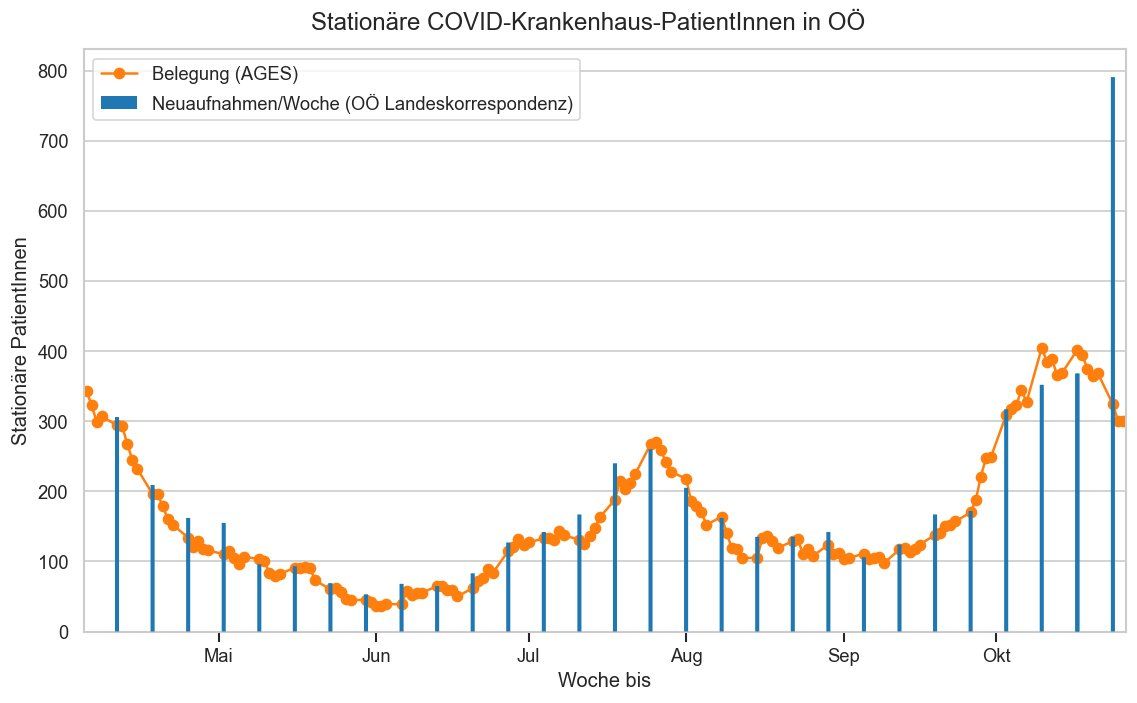 Stationäre COVID-Krankenhaus-PatientInnen in OÖ
Belegung (AGES)
Neuaufnahmen/Woche (OÖ Landeskorrespondenz)
Stationäre PatientInnen
800
700
600
500
400
300
200
100
0
Mai
Jun
Jul
Aug
Sep
Okt
Woche bis